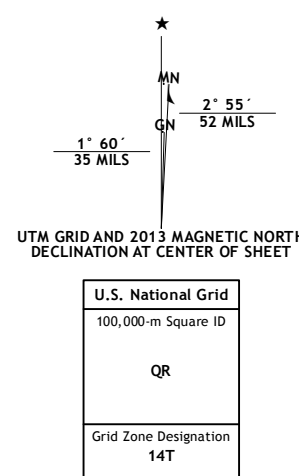 ★
MN
GN
2° 55´
52 MILS
1° 60´
35 MILS
UTM GRID AND 2013 MAGNETIC NORTH
DECLINATION AT CENTER OF SHEET
U.S. National Grid
100,000-m Square ID
QR
Grid Zone Designation
14T